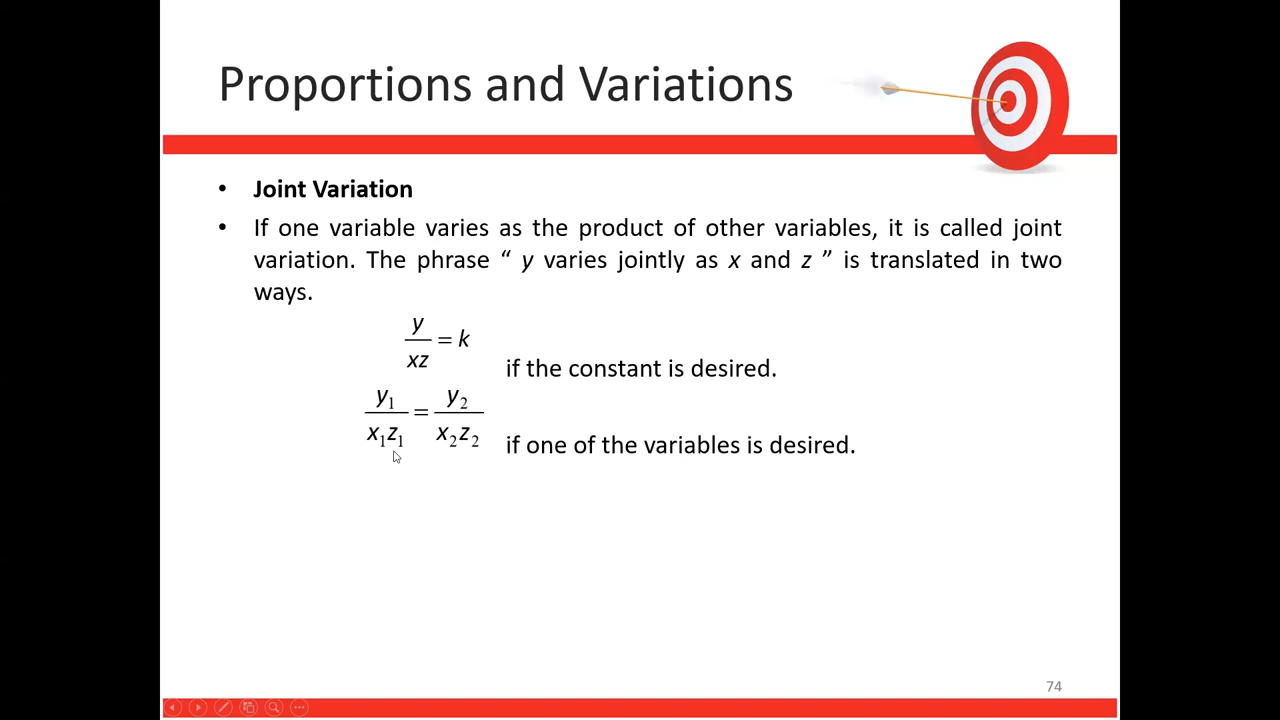 Proportions and Variations
• Joint Variation
• If one variable varies as the product of other variables, it is called joint
variation. The phrase “ y varies jointly as x and z ” is translated in two
ways.
y/xz = k if the constant is desired.
y₁/x₁z₁ = y₂/x₂z₂ if one of the variables is desired.
74